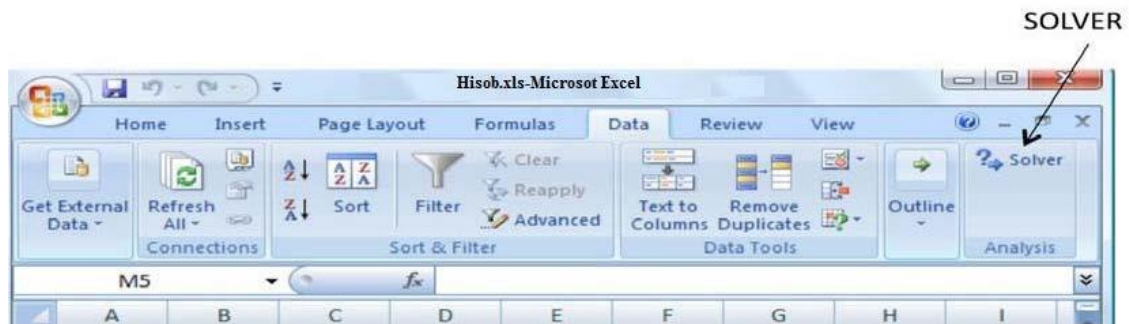 SOLVER
Hisob.xls-Microsot Excel
Home Insert Page Layout Formulas Data Review View
Get External Data
Refresh All
Connections
Sort
Filter
Clear
Reapply
Advanced
Sort & Filter
Text to Columns
Remove Duplicates
Data Tools
Outline
Solver
Analysis
M5 fx
A B C D E F G H I